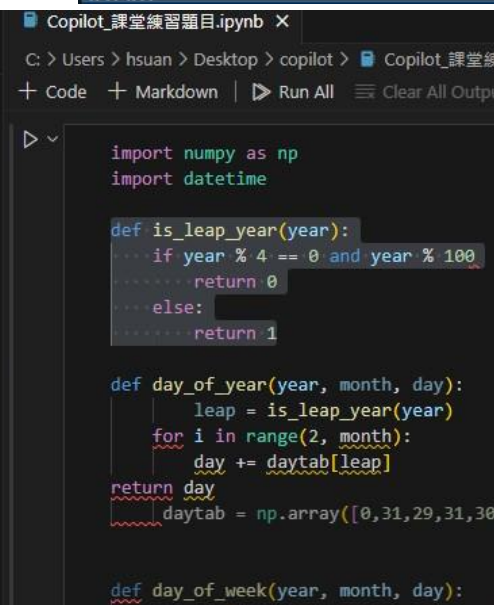 Copilot_課堂練習題目.ipynb ×
C: > Users > hsuan > Desktop > copilot > Copilot_課堂練
+ Code + Markdown | Run All Clear All Outp
import numpy as np
import datetime
def is_leap_year(year):
    if year % 4 == 0 and year % 100
        return 0
    else:
        return 1
def day_of_year(year, month, day):
        leap = is_leap_year(year)
    for i in range(2, month):
        day += daytab[leap]
return day
    daytab = np.array([0,31,29,31,30
def day_of_week(year, month, day):